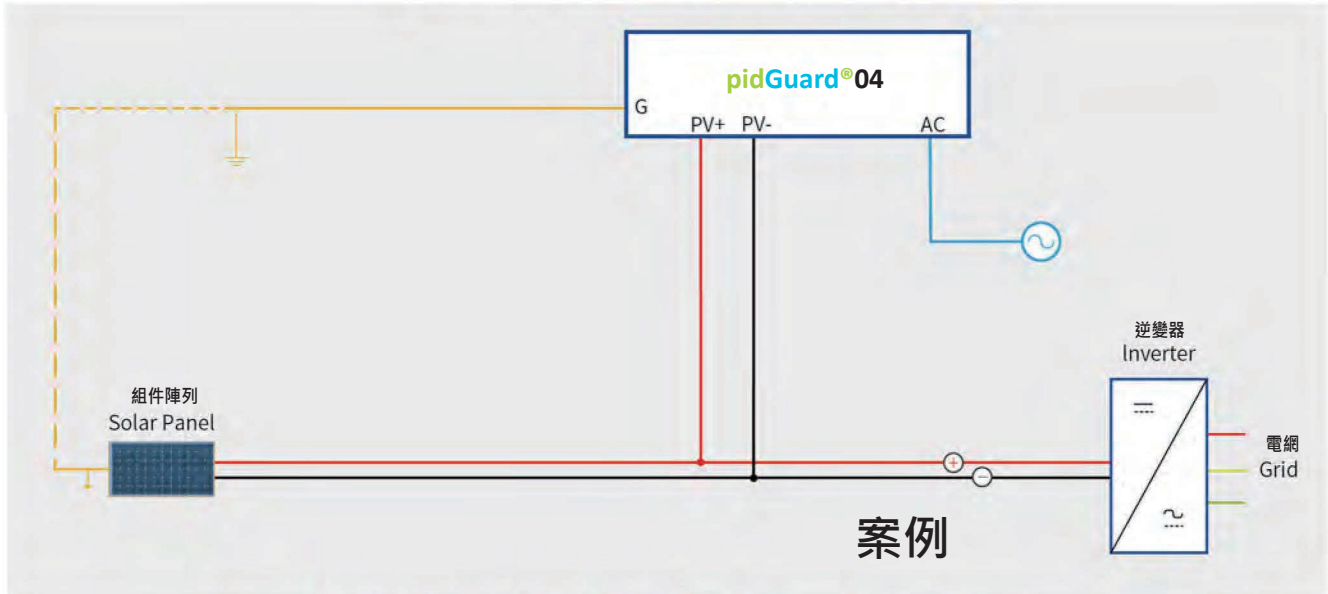 pidGuard®04
G
PV+ PV- AC
逆變器
Inverter
組件陣列
Solar Panel
電網
Grid
案例